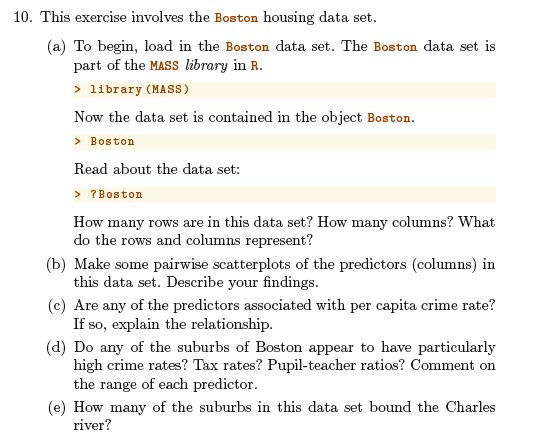 10. This exercise involves the Boston housing data set.
(a) To begin, load in the Boston data set. The Boston data set is
part of the MASS library in R.
> library(MASS)
Now the data set is contained in the object Boston.
> Boston
Read about the data set:
> ?Boston
How many rows are in this data set? How many columns? What
do the rows and columns represent?
(b) Make some pairwise scatterplots of the predictors (columns) in
this data set. Describe your findings.
(c) Are any of the predictors associated with per capita crime rate?
If so, explain the relationship.
(d) Do any of the suburbs of Boston appear to have particularly
high crime rates? Tax rates? Pupil-teacher ratios? Comment on
the range of each predictor.
(e) How many of the suburbs in this data set bound the Charles
river?